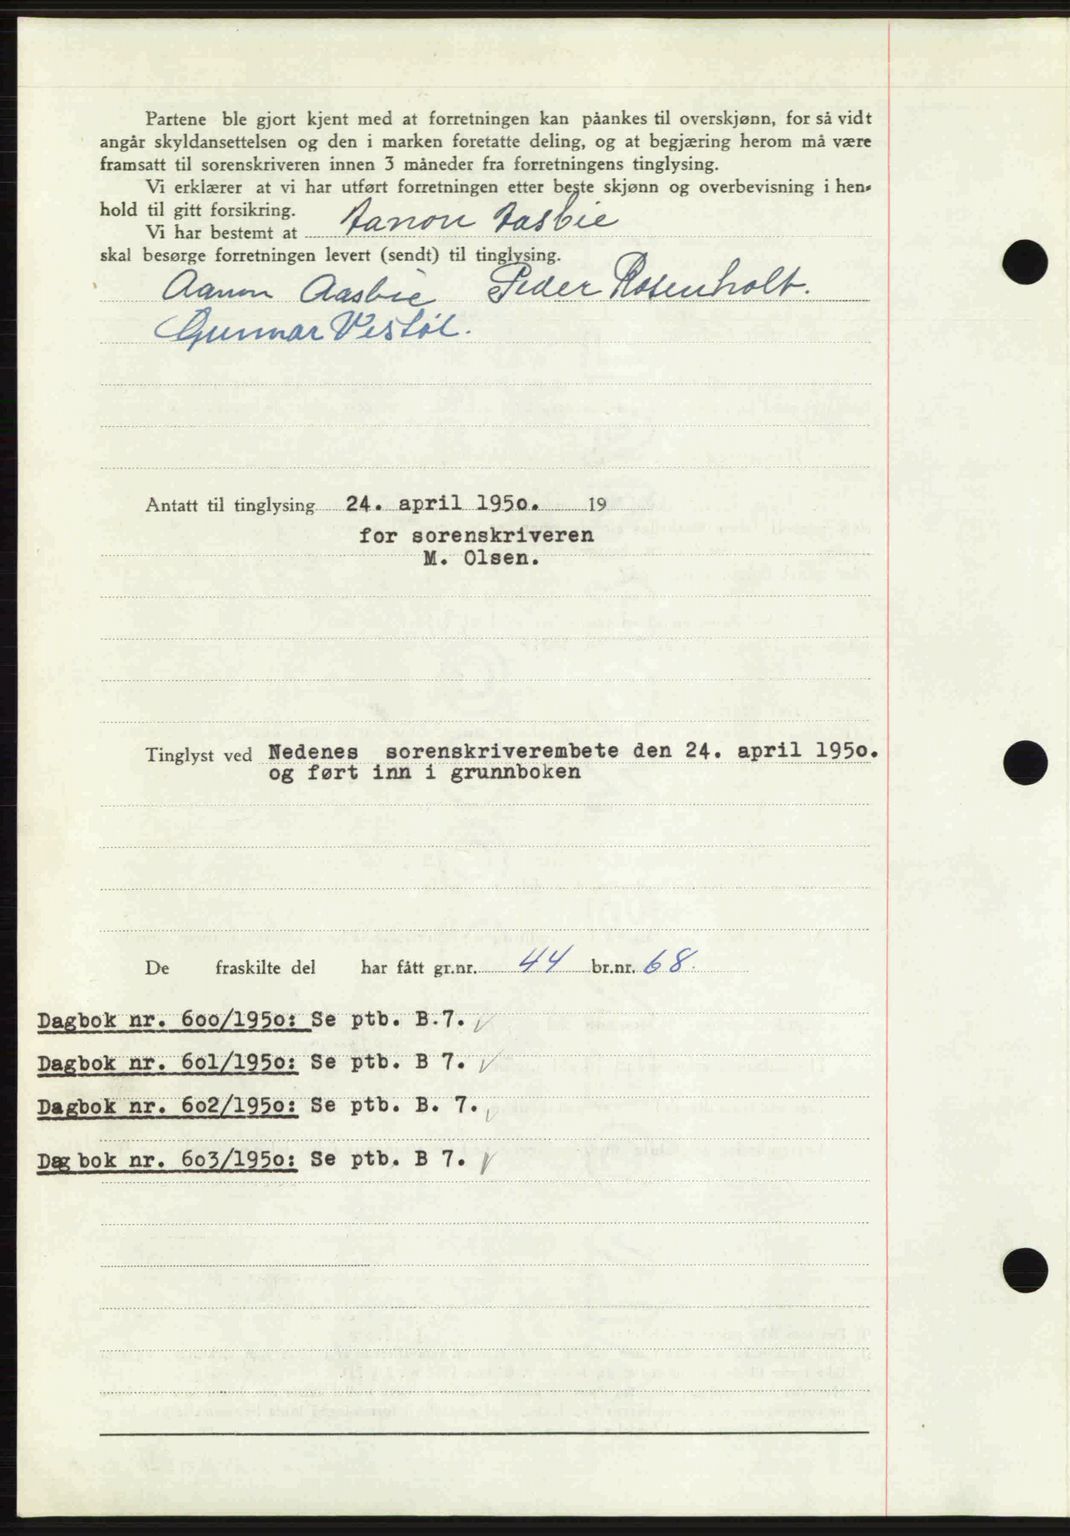 Partene ble gjort kjent med at forretningen kan påankes til overskjønn, for så vidt
angår skyldansettelsen og den i marken foretatte deling, og at begjæring herom må være
framsatt til sorenskriveren innen 3 måneder fra forretningens tinglysing.
Vi erklærer at vi har utført forretningen etter beste skjønn og overbevisning i hen-
hold til gitt forsikring.
Vi har bestemt at Aanon Aasbie
skal besørge forretningen levert (sendt) til tinglysing.
Aanon Aasbie Peder Rosenholt.
Gunnar Vestøl.
Antatt til tinglysing 24. april 1950. 19
for sorenskriveren
M. Olsen.
Tinglyst ved Nedenes sorenskriverembete den 24. april 1950.
og ført inn i grunnboken
De fraskilte del har fått gr.nr. 44 br.nr. 68.
Dagbok nr. 600/1950: Se ptb. B.7.
Dagbok nr. 601/1950: Se ptb. B 7.
Dagbok nr. 602/1950: Se ptb. B. 7.
Dagbok nr. 603/1950: Se ptb. B 7.